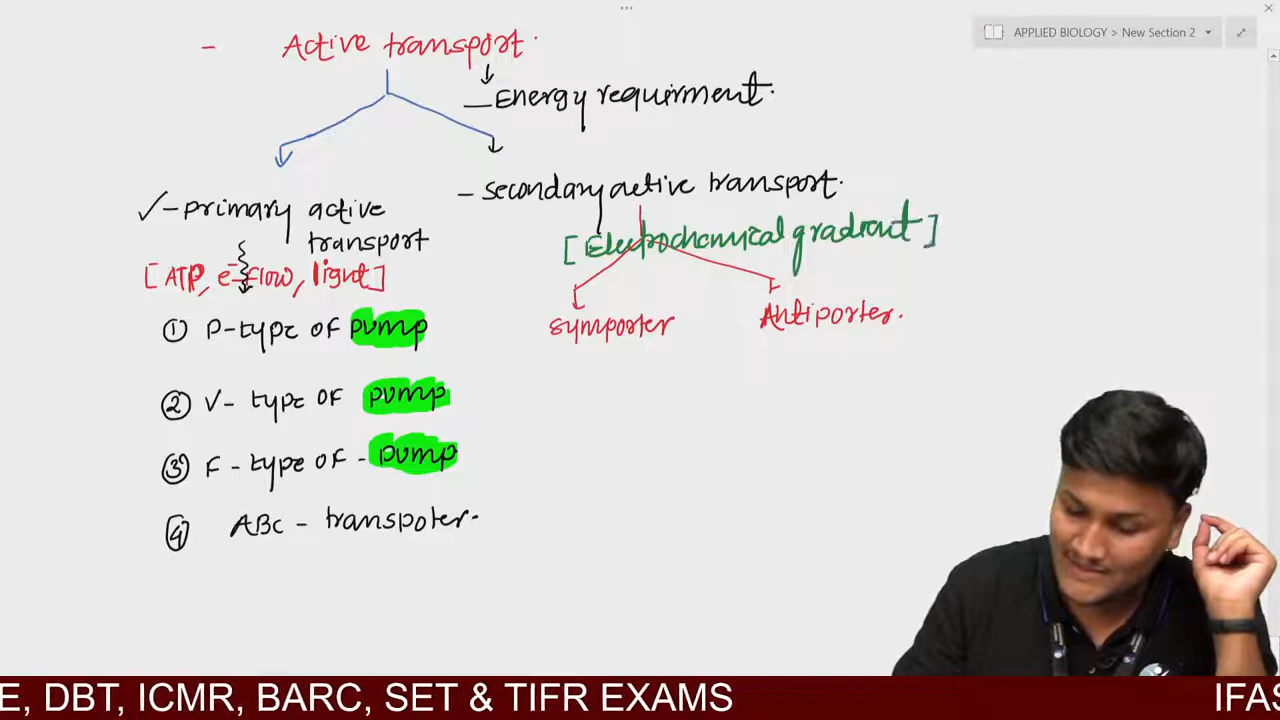 APPLIED BIOLOGY > New Section 2
- Active transport.
— Energy requirment.
✓ - primary active
transport
[ATP, e⁻ flow, light]
① P-type of pump
② V- type of pump
③ F - type of - pump
④ ABC - transpoter.
- secondary active transport.
[Electrochemical gradient]
symporter
Antiporter.
E, DBT, ICMR, BARC, SET & TIFR EXAMS
IFAS